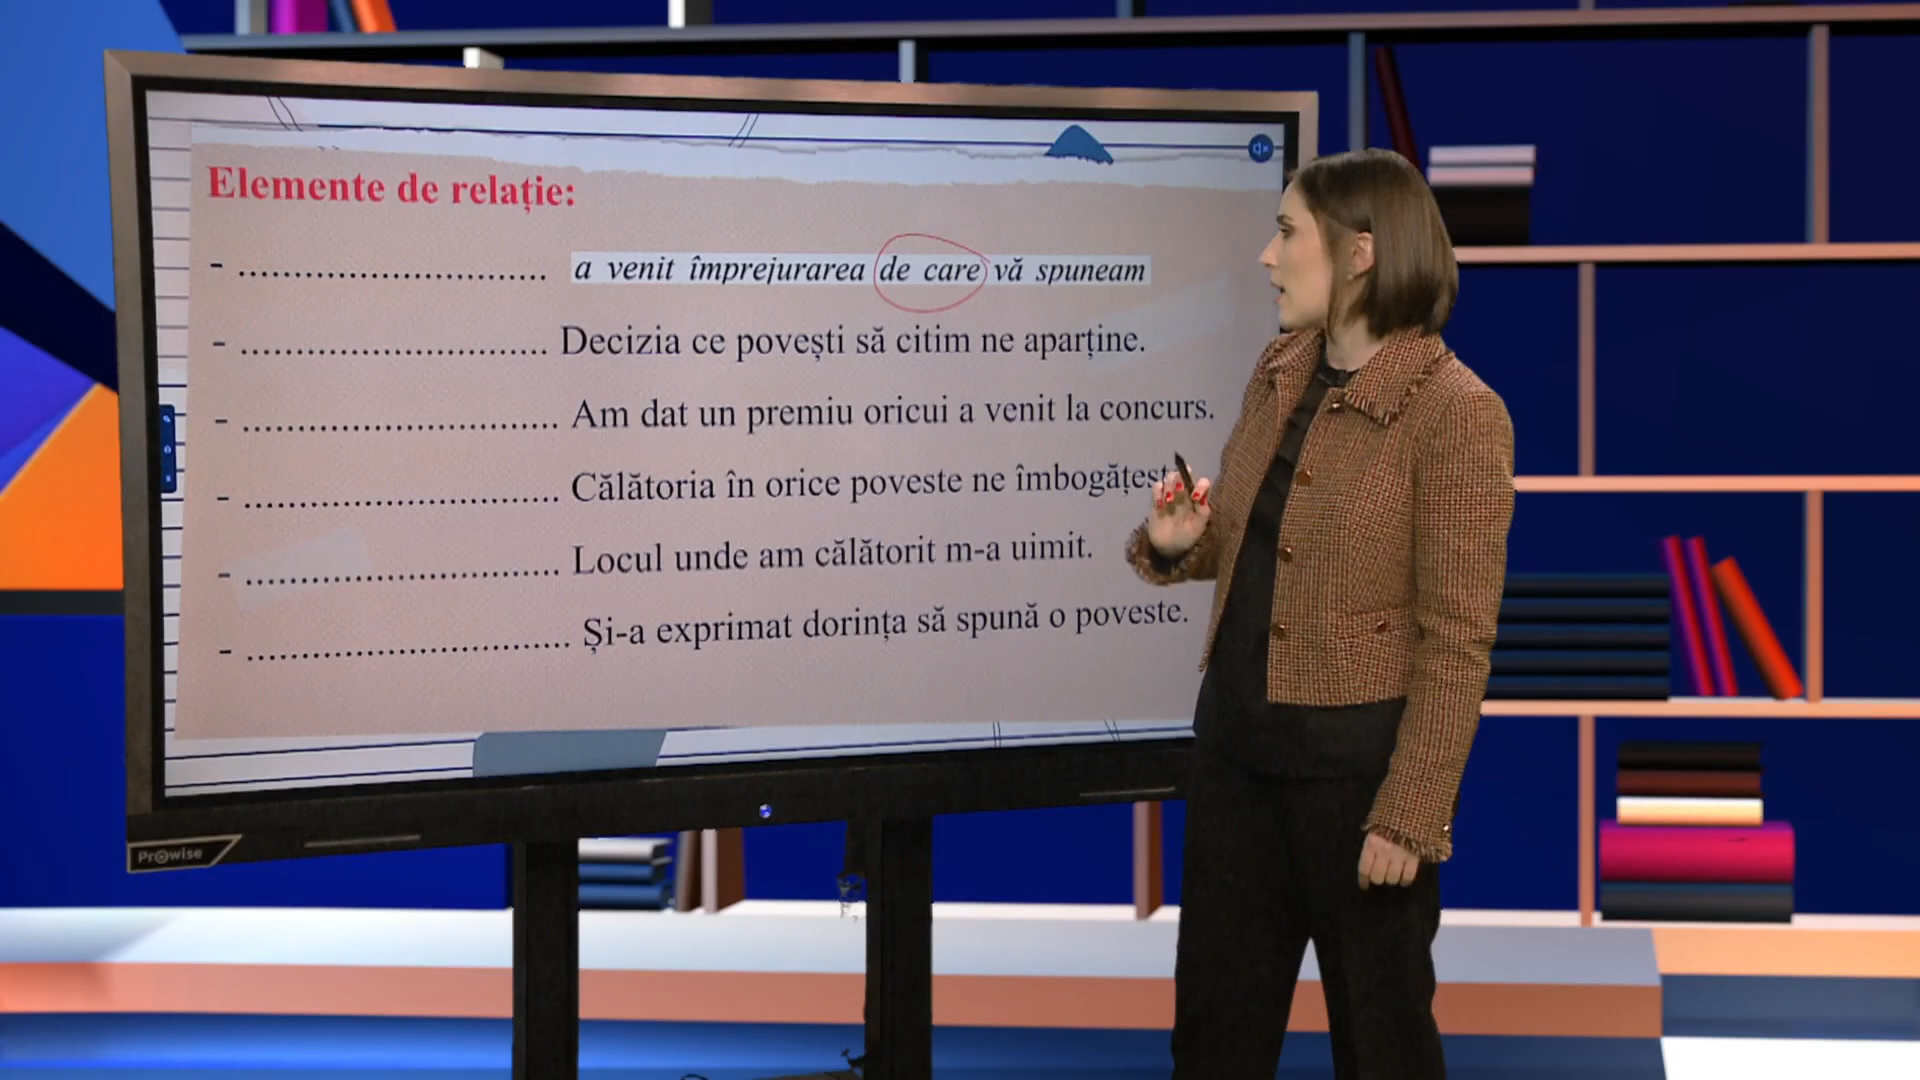 Elemente de relație:
- ................................ a venit împrejurarea de care vă spuneam
- ................................ Decizia ce povești să citim ne aparține.
- ................................ Am dat un premiu oricui a venit la concurs.
- ................................ Călătoria în orice poveste ne îmbogățeșt
- ................................ Locul unde am călătorit m-a uimit.
- ................................ Și-a exprimat dorința să spună o poveste.
Prowise